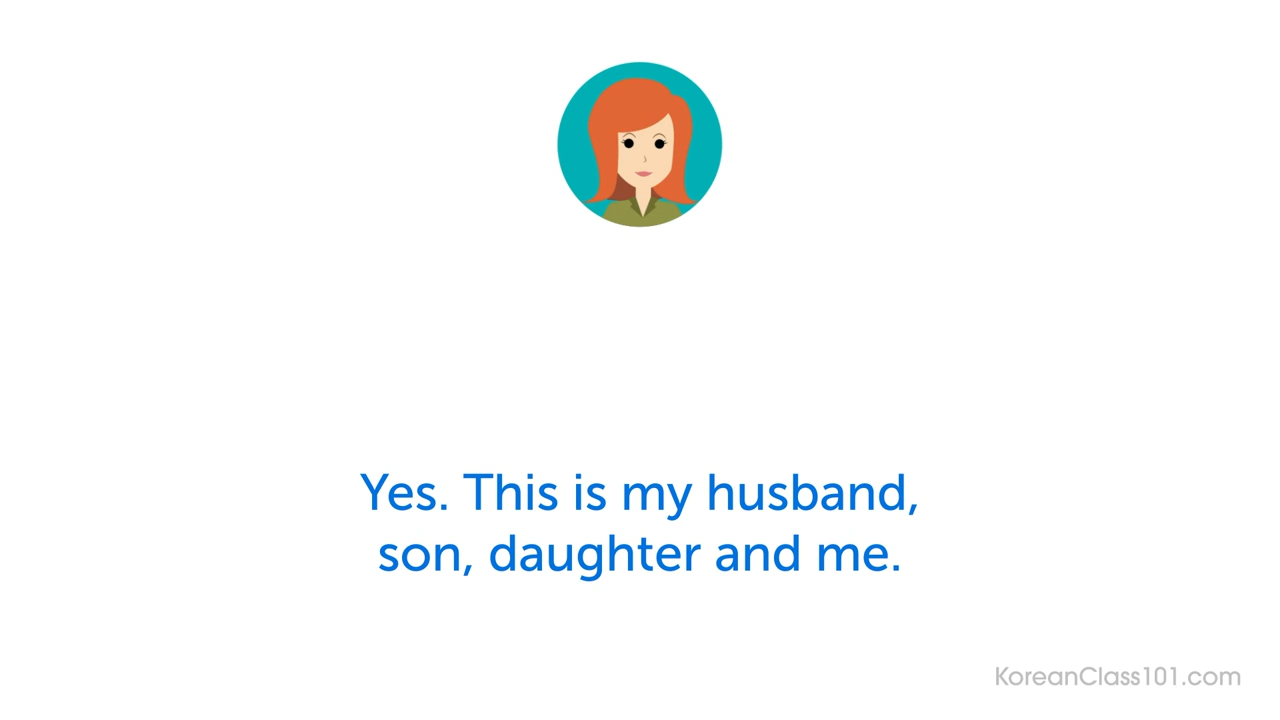 Yes. This is my husband,
son, daughter and me.
KoreanClass101.com